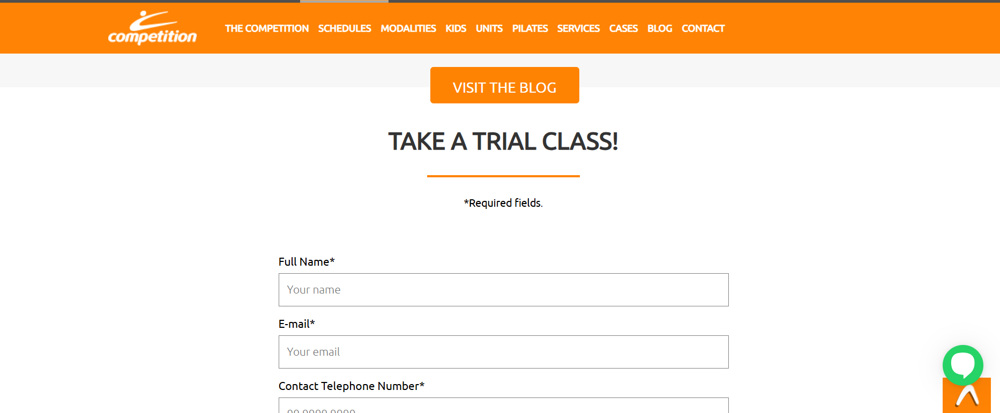 competition
THE COMPETITION SCHEDULES MODALITIES KIDS UNITS PILATES SERVICES CASES BLOG CONTACT
VISIT THE BLOG
TAKE A TRIAL CLASS!
*Required fields.
Full Name*
Your name
E-mail*
Your email
Contact Telephone Number*